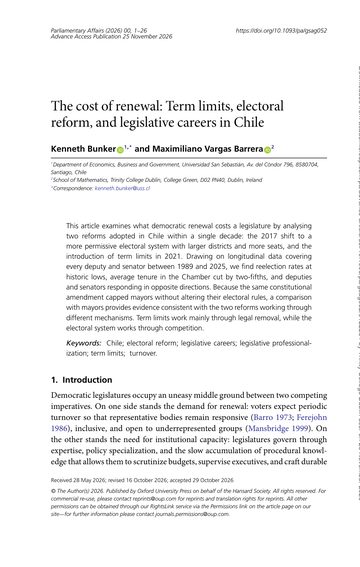 Parliamentary Affairs (2026) 00, 1–26
https://doi.org/10.1093/pa/gsag052
Advance Access Publication 25 November 2026
The cost of renewal: Term limits, electoral
reform, and legislative careers in Chile
Kenneth Bunker 1,* and Maximiliano Vargas Barrera 2
1Department of Economics, Business and Government, Universidad San Sebastián, Av. del Cóndor 796, 8580704,
Santiago, Chile
2School of Mathematics, Trinity College Dublin, College Green, D02 PN40, Dublin, Ireland
*Correspondence: kenneth.bunker@uss.cl
This article examines what democratic renewal costs a legislature by analysing
two reforms adopted in Chile within a single decade: the 2017 shift to a
more permissive electoral system with larger districts and more seats, and the
introduction of term limits in 2021. Drawing on longitudinal data covering
every deputy and senator between 1989 and 2025, we find reelection rates at
historic lows, average tenure in the Chamber cut by two-fifths, and deputies
and senators responding in opposite directions. Because the same constitutional
amendment capped mayors without altering their electoral rules, a comparison
with mayors provides evidence consistent with the two reforms working through
different mechanisms. Term limits work mainly through legal removal, while the
electoral system works through competition.
Keywords: Chile; electoral reform; legislative careers; legislative professional-
ization; term limits; turnover.
1. Introduction
Democratic legislatures occupy an uneasy middle ground between two competing
imperatives. On one side stands the demand for renewal: voters expect periodic
turnover so that representative bodies remain responsive (Barro 1973; Ferejohn
1986), inclusive, and open to underrepresented groups (Mansbridge 1999). On
the other stands the need for institutional capacity: legislatures govern through
expertise, policy specialization, and the slow accumulation of procedural knowl-
edge that allows them to scrutinize budgets, supervise executives, and craft durable
Received 28 May 2026; revised 16 October 2026; accepted 29 October 2026
© The Author(s) 2026. Published by Oxford University Press on behalf of the Hansard Society. All rights reserved. For
commercial re-use, please contact reprints@oup.com for reprints and translation rights for reprints. All other
permissions can be obtained through our RightsLink service via the Permissions link on the article page on our
site—for further information please contact journals.permissions@oup.com.